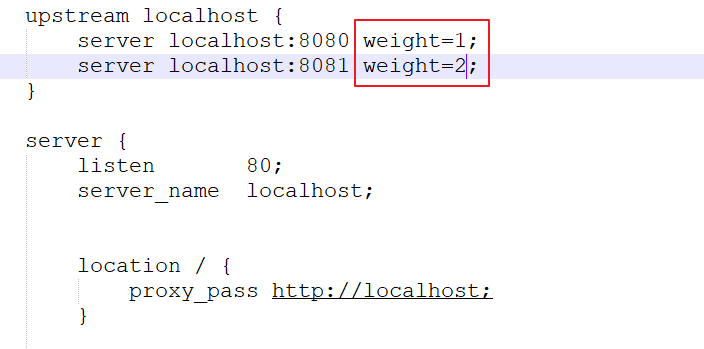 upstream localhost {
    server localhost:8080 weight=1;
    server localhost:8081 weight=2;
}
server {
    listen       80;
    server_name  localhost;
    location / {
        proxy_pass http://localhost;
    }